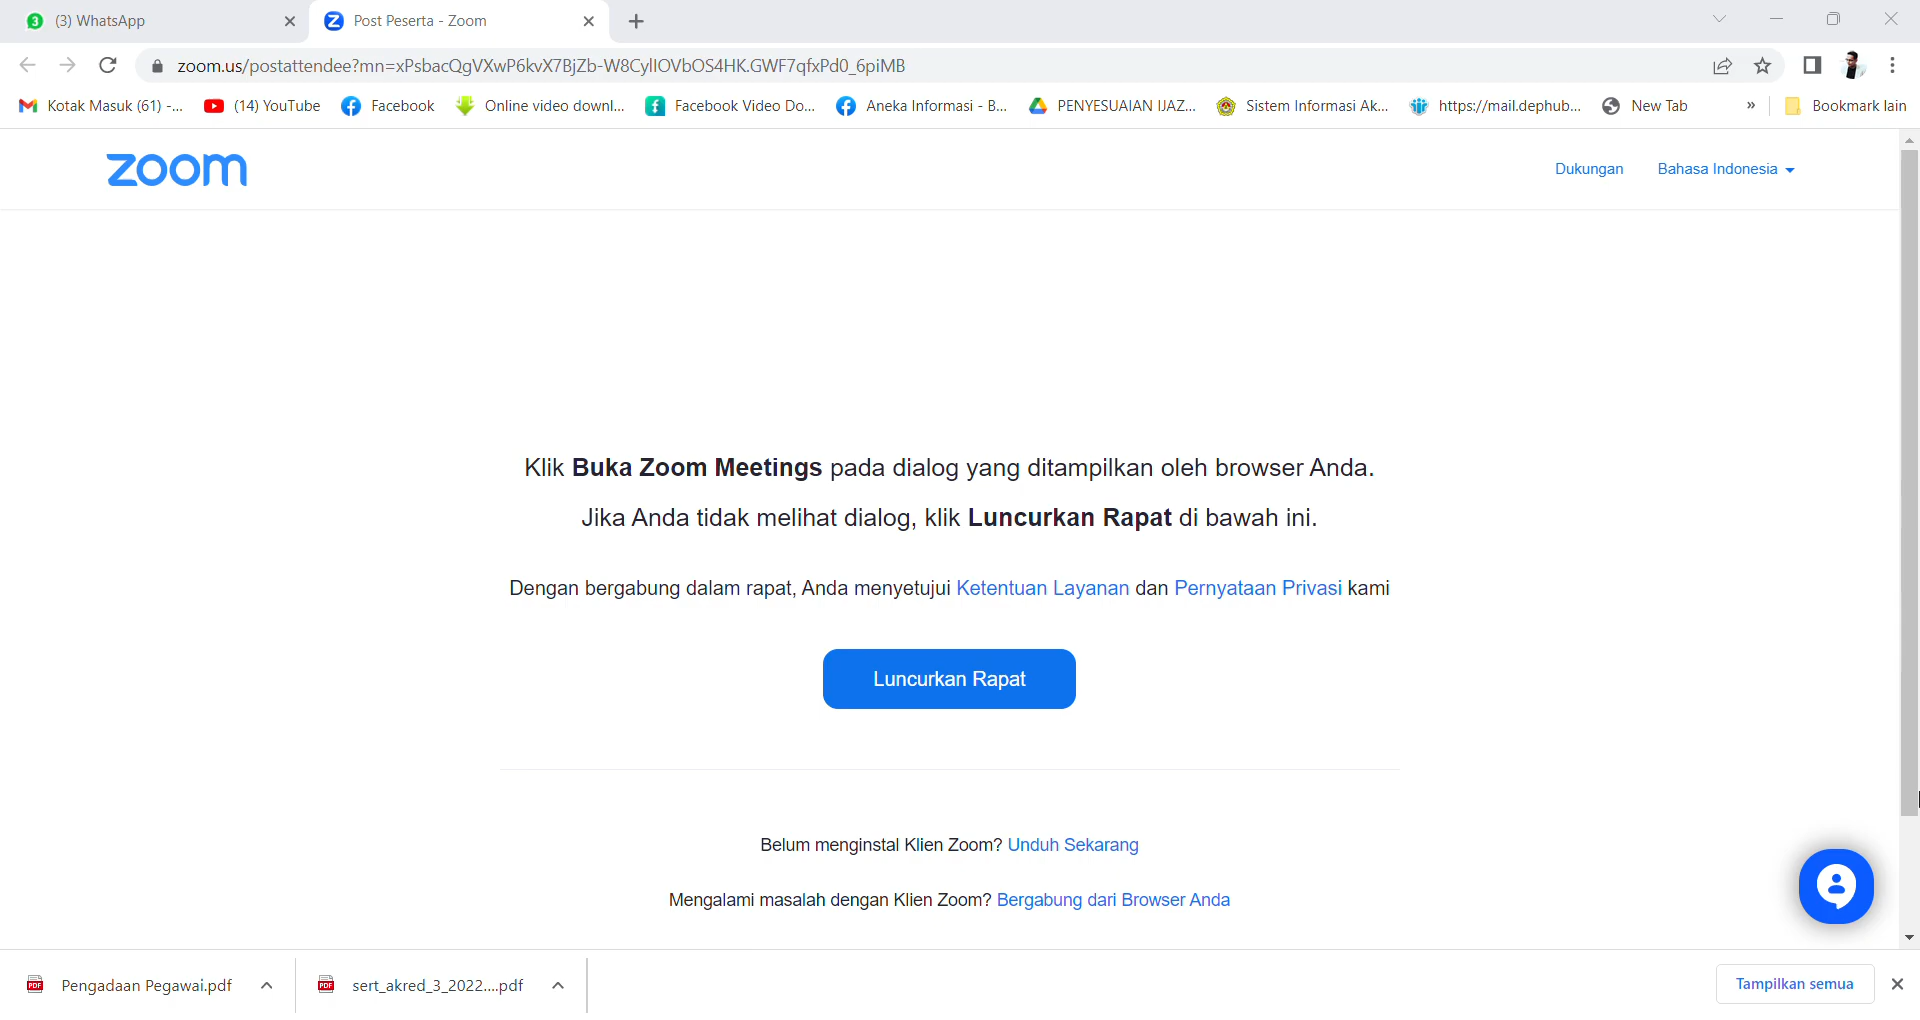 (3) WhatsApp
Post Peserta - Zoom
zoom.us/postattendee?mn=xPsbacQgVXwP6kvX7BjZb-W8CylIOVbOS4HK.GWF7qfxPd0_6piMB
Kotak Masuk (61) -...
(14) YouTube
Facebook
Online video downl...
Facebook Video Do...
Aneka Informasi - B...
PENYESUAIAN IJAZ...
Sistem Informasi Ak...
https://mail.dephub...
New Tab
»
Bookmark lain
zoom
Dukungan
Bahasa Indonesia
Klik Buka Zoom Meetings pada dialog yang ditampilkan oleh browser Anda.
Jika Anda tidak melihat dialog, klik Luncurkan Rapat di bawah ini.
Dengan bergabung dalam rapat, Anda menyetujui Ketentuan Layanan dan Pernyataan Privasi kami
Luncurkan Rapat
Belum menginstal Klien Zoom? Unduh Sekarang
Mengalami masalah dengan Klien Zoom? Bergabung dari Browser Anda
PDF
Pengadaan Pegawai.pdf
PDF
sert_akred_3_2022....pdf
Tampilkan semua